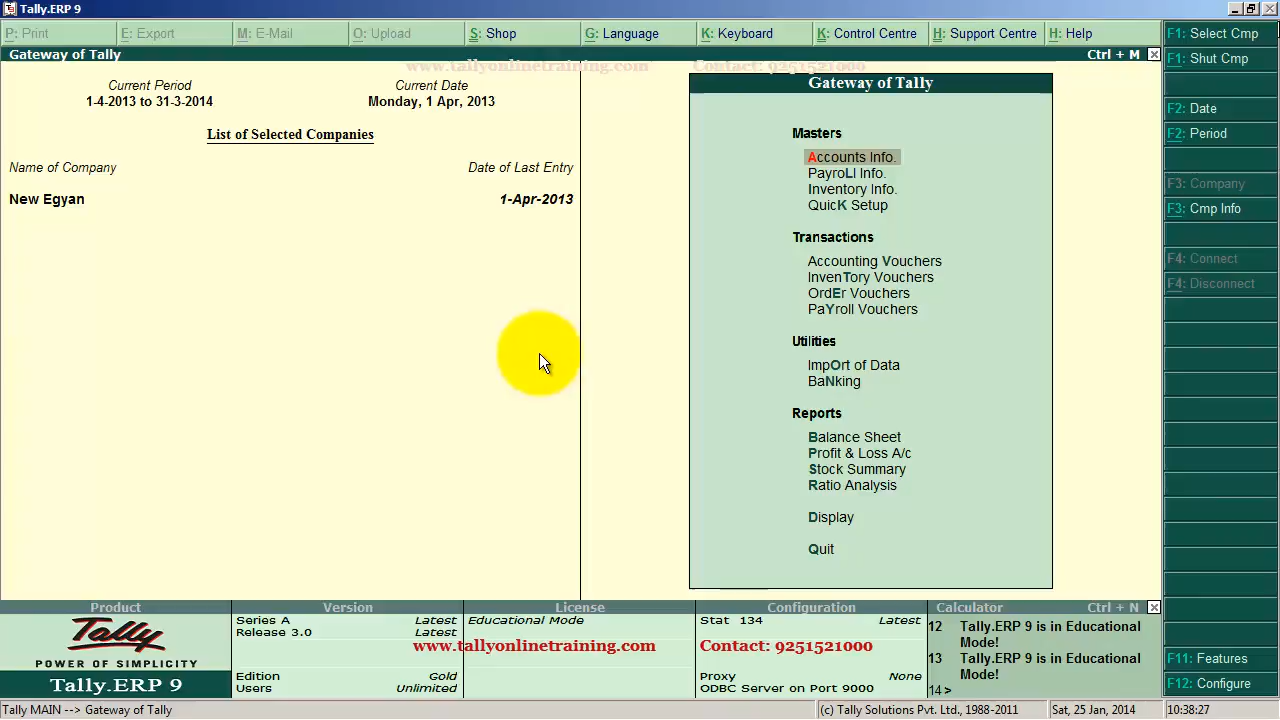 Tally.ERP 9
P: Print
E: Export
M: E-Mail
O: Upload
S: Shop
G: Language
K: Keyboard
K: Control Centre
H: Support Centre
H: Help
F1: Select Cmp
Gateway of Tally
Ctrl + M
F1: Shut Cmp
www.tallyonlinetraining.com
Contact: 9251521000
Current Period
Current Date
1-4-2013 to 31-3-2014
Monday, 1 Apr, 2013
List of Selected Companies
Name of Company
Date of Last Entry
New Egyan
1-Apr-2013
Gateway of Tally
Masters
Accounts Info.
PayroLl Info.
Inventory Info.
QuicK Setup
Transactions
Accounting Vouchers
InvenTory Vouchers
OrdEr Vouchers
PaYroll Vouchers
Utilities
ImpOrt of Data
BaNking
Reports
Balance Sheet
Profit & Loss A/c
Stock Summary
Ratio Analysis
Display
Quit
F2: Date
F2: Period
F3: Company
F3: Cmp Info
F4: Connect
F4: Disconnect
F11: Features
F12: Configure
Product
Tally
POWER OF SIMPLICITY
Tally.ERP 9
Version
Series A Latest
Release 3.0 Latest
Edition Gold
Users Unlimited
License
Educational Mode
www.tallyonlinetraining.com
Configuration
Stat 134 Latest
Contact: 9251521000
Proxy None
ODBC Server on Port 9000
Calculator Ctrl + N
12 Tally.ERP 9 is in Educational
Mode!
13 Tally.ERP 9 is in Educational
Mode!
14 >
Tally MAIN --> Gateway of Tally
(c) Tally Solutions Pvt. Ltd., 1988-2011
Sat, 25 Jan, 2014
10:38:27